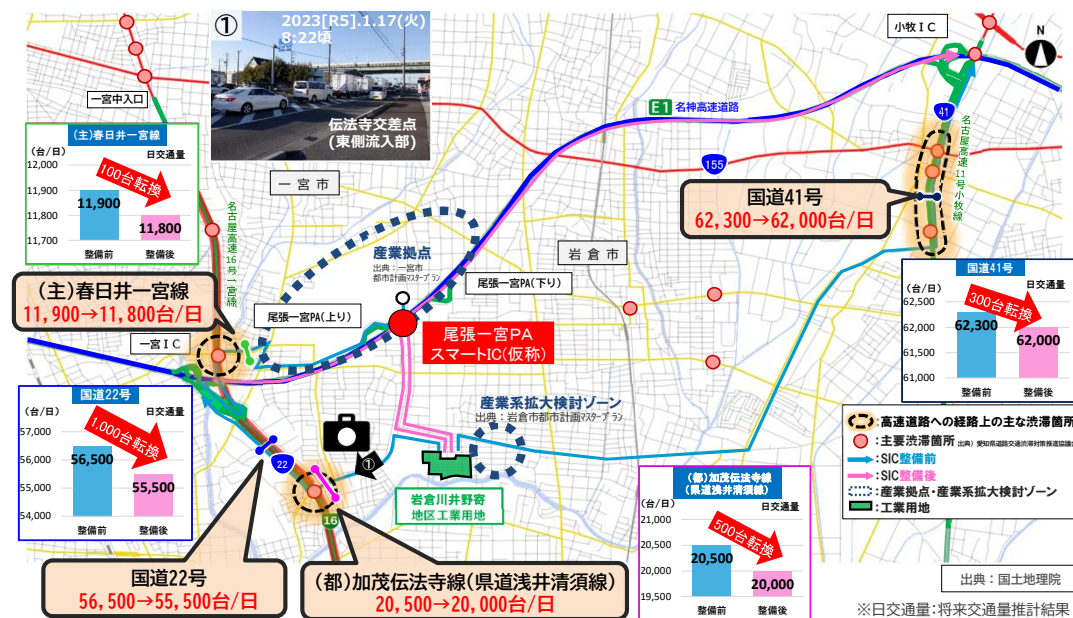 ①
2023[R5].1.17(火)
8:22頃
伝法寺交差点
(東側流入部)
小牧IC
N
一宮中入口
E1 名神高速道路
41
名古屋高速11号小牧線
155
(主)春日井一宮線
(台/日)
日交通量
12,000
11,900
11,800
11,700
100台転換
11,900
11,800
整備前
整備後
一宮市
名古屋高速16号一宮線
国道41号
62,300→62,000台/日
産業拠点
出典:一宮市
都市計画マスタープラン
岩倉市
(主)春日井一宮線
11,900→11,800台/日
尾張一宮PA(上り)
尾張一宮PA(下り)
尾張一宮PA
スマートIC(仮称)
一宮IC
国道41号
(台/日)
日交通量
62,500
62,000
61,500
61,000
300台転換
62,300
62,000
整備前
整備後
国道22号
(台/日)
日交通量
57,000
56,000
55,000
54,000
1,000台転換
56,500
55,500
整備前
整備後
産業系拡大検討ゾーン
出典:岩倉市都市計画マスタープラン
22
①
16
岩倉川井野寄
地区工業用地
:高速道路への経路上の主な渋滞箇所
:主要渋滞箇所 出典)愛知県道路交通渋滞対策推進協議会
:SIC整備前
:SIC整備後
:産業拠点・産業系拡大検討ゾーン
:工業用地
(都)加茂伝法寺線
(県道浅井清須線)
(台/日)
日交通量
21,000
20,500
20,000
19,500
500台転換
20,500
20,000
整備前
整備後
国道22号
56,500→55,500台/日
(都)加茂伝法寺線(県道浅井清須線)
20,500→20,000台/日
出典:国土地理院
※日交通量:将来交通量推計結果